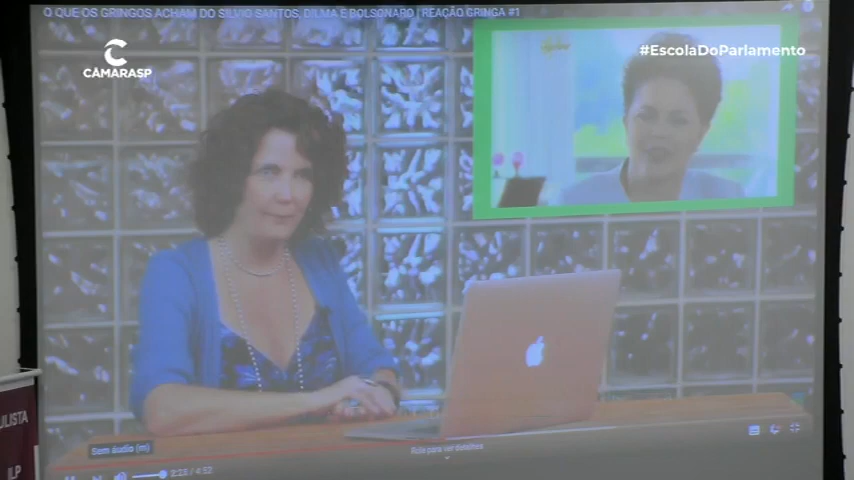 O QUE OS GRINGOS ACHAM DO SILVIO SANTOS, DILMA E BOLSONARO | REAÇÃO GRINGA #1
#EscolaDoParlamento
CÂMARASP
ULISTA
ILP
Sem áudio (m)
Role para ver detalhes
2:28 / 4:52